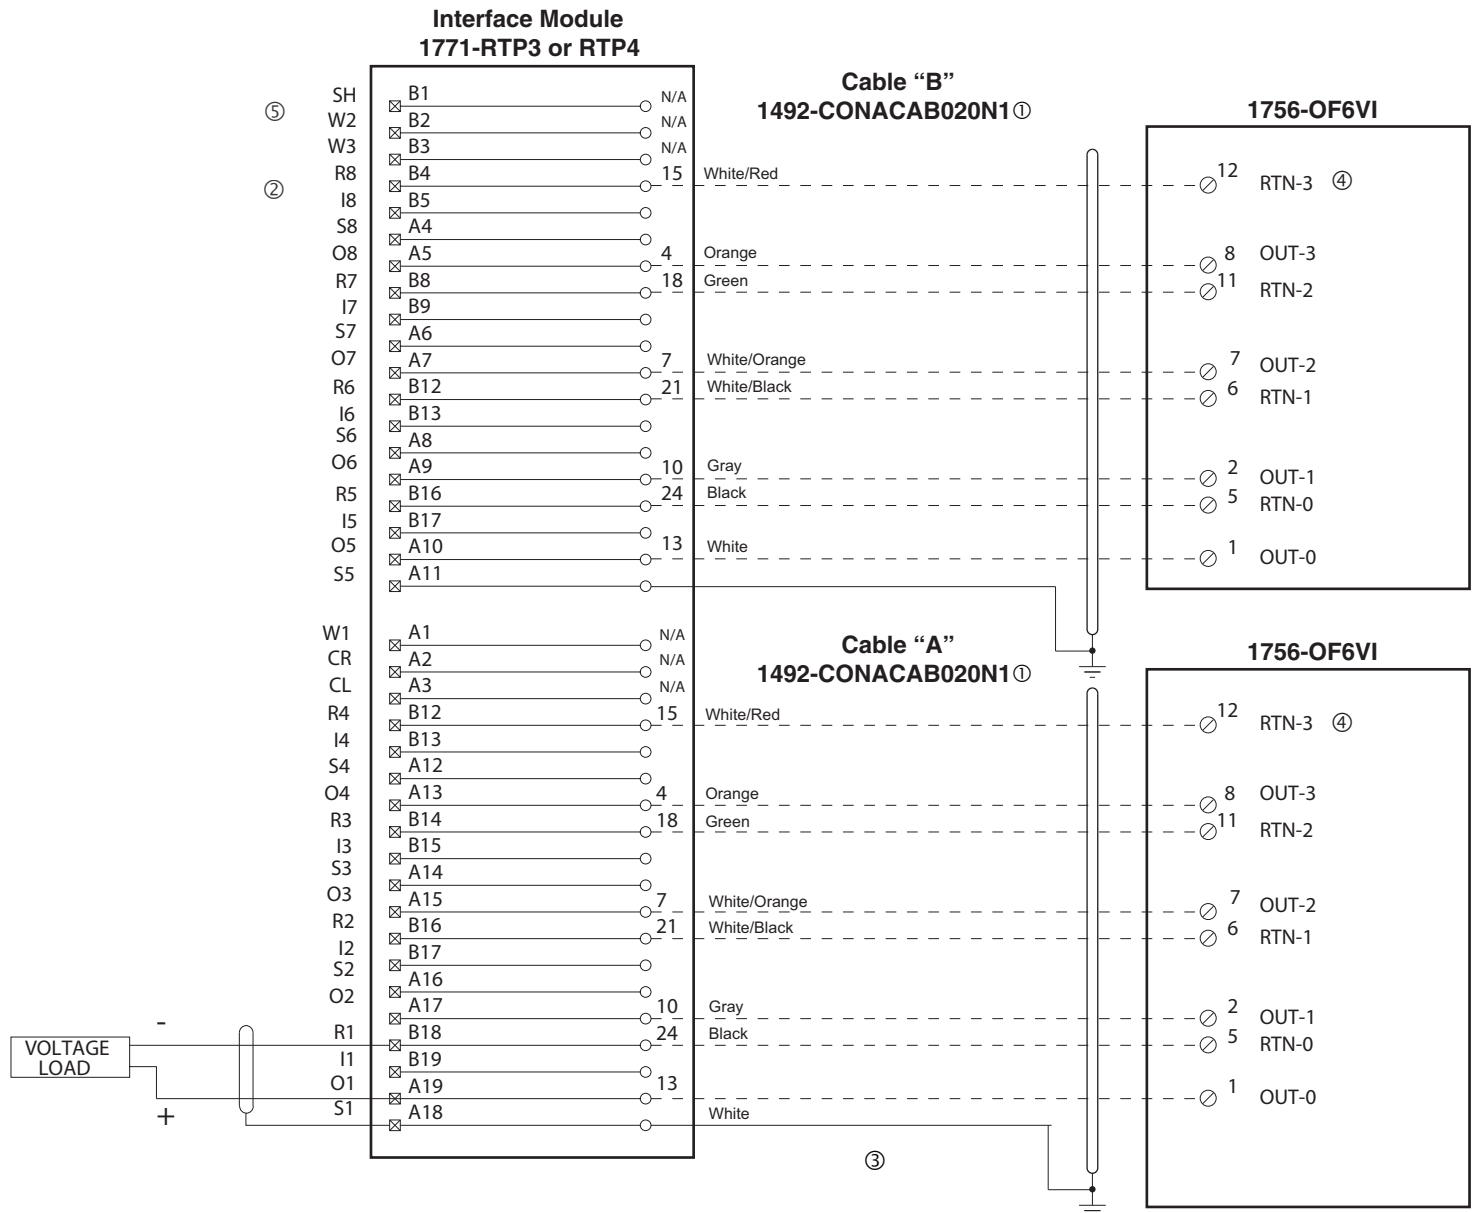 Interface Module
1771-RTP3 or RTP4
Cable “B”
1492-CONACAB020N1①
1756-OF6VI
⑤
②
SH B1 N/A
W2 B2 N/A
W3 B3 N/A
R8 B4 15 White/Red 12 RTN-3 ④
I8 B5
S8 A4
O8 A5 4 Orange 8 OUT-3
R7 B8 18 Green 11 RTN-2
I7 B9
S7 A6
O7 A7 7 White/Orange 7 OUT-2
R6 B12 21 White/Black 6 RTN-1
I6 B13
S6 A8
O6 A9 10 Gray 2 OUT-1
R5 B16 24 Black 5 RTN-0
I5 B17
O5 A10 13 White 1 OUT-0
S5 A11
Cable “A”
1492-CONACAB020N1①
1756-OF6VI
W1 A1 N/A
CR A2 N/A
CL A3 N/A
R4 B12 15 White/Red 12 RTN-3 ④
I4 B13
S4 A12
O4 A13 4 Orange 8 OUT-3
R3 B14 18 Green 11 RTN-2
I3 B15
S3 A14
O3 A15 7 White/Orange 7 OUT-2
R2 B16 21 White/Black 6 RTN-1
I2 B17
S2 A16
O2 A17 10 Gray 2 OUT-1
R1 B18 24 Black 5 RTN-0
I1 B19
O1 A19 13 1 OUT-0
S1 A18 White
-
VOLTAGE
LOAD
+
③